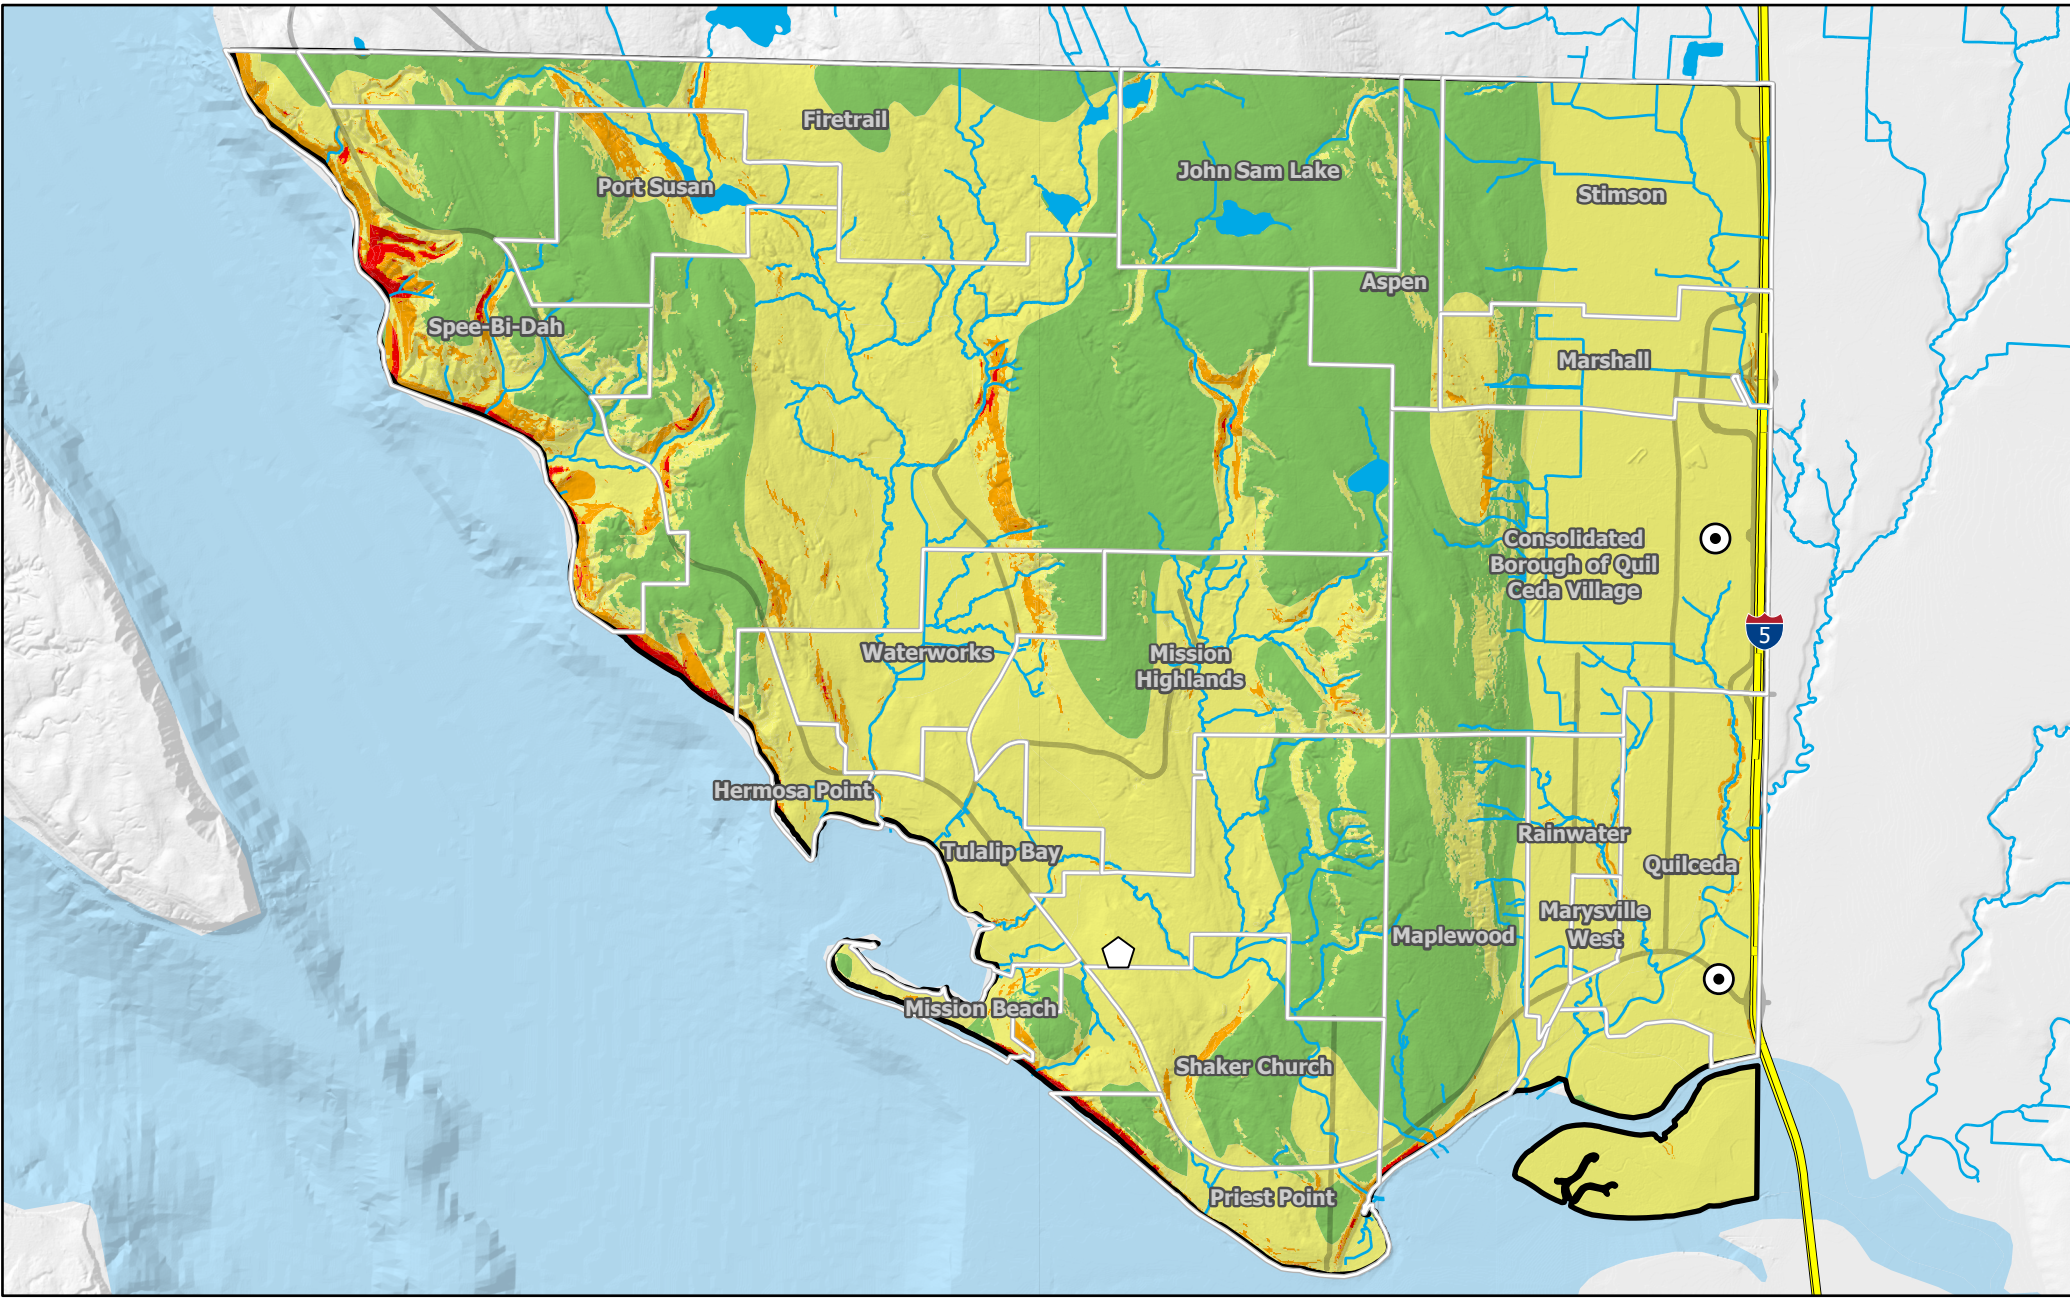 Firetrail
John Sam Lake
Port Susan
Stimson
Aspen
Spee-Bi-Dah
Marshall
Consolidated
Borough of Quil
Ceda Village
5
Waterworks
Mission
Highlands
Hermosa Point
Rainwater
Tulalip Bay
Quilceda
Marysville
West
Maplewood
Mission Beach
Shaker Church
Priest Point